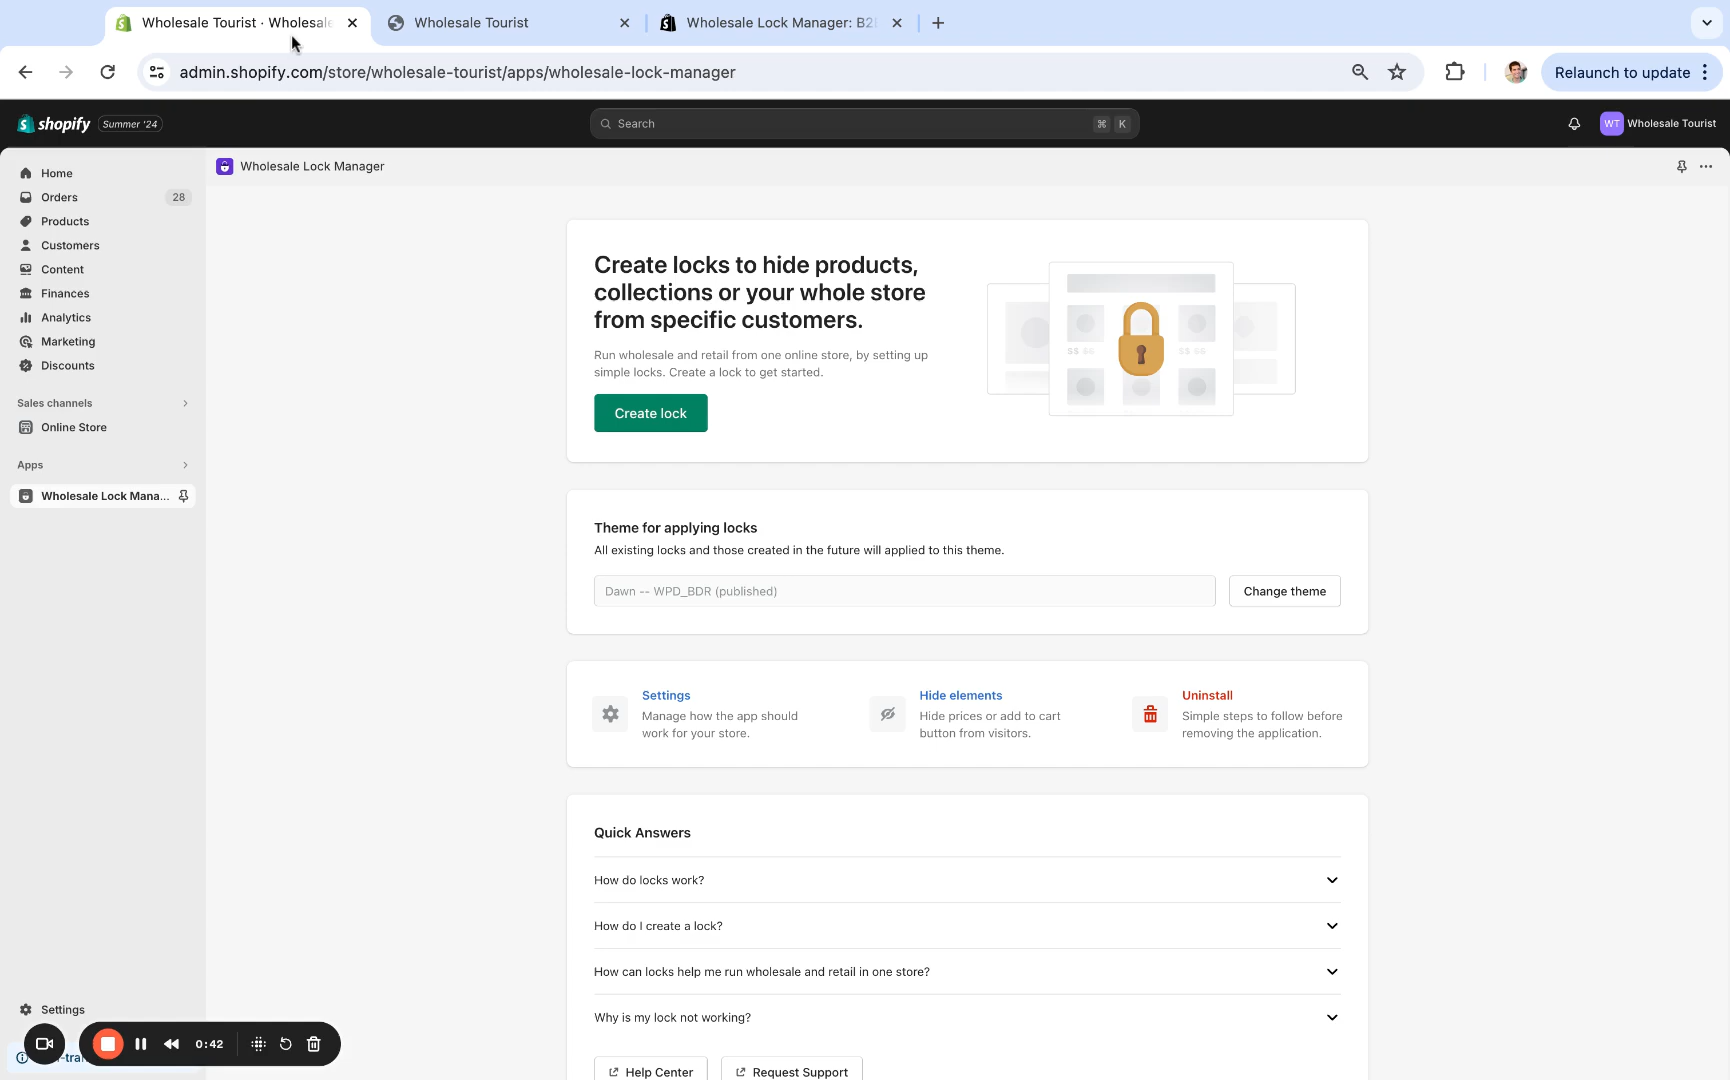 Wholesale Tourist · Wholesale
Wholesale Tourist
Wholesale Lock Manager: B2B
admin.shopify.com/store/wholesale-tourist/apps/wholesale-lock-manager
Relaunch to update
shopify
Summer '24
Search
⌘ K
WT
Wholesale Tourist
Home
Orders
28
Products
Customers
Content
Finances
Analytics
Marketing
Discounts
Sales channels
Online Store
Apps
Wholesale Lock Mana...
Settings
0:42
Wholesale Lock Manager
Create locks to hide products,
collections or your whole store
from specific customers.
Run wholesale and retail from one online store, by setting up
simple locks. Create a lock to get started.
Create lock
Theme for applying locks
All existing locks and those created in the future will applied to this theme.
Dawn -- WPD_BDR (published)
Change theme
Settings
Manage how the app should
work for your store.
Hide elements
Hide prices or add to cart
button from visitors.
Uninstall
Simple steps to follow before
removing the application.
Quick Answers
How do locks work?
How do I create a lock?
How can locks help me run wholesale and retail in one store?
Why is my lock not working?
Help Center
Request Support